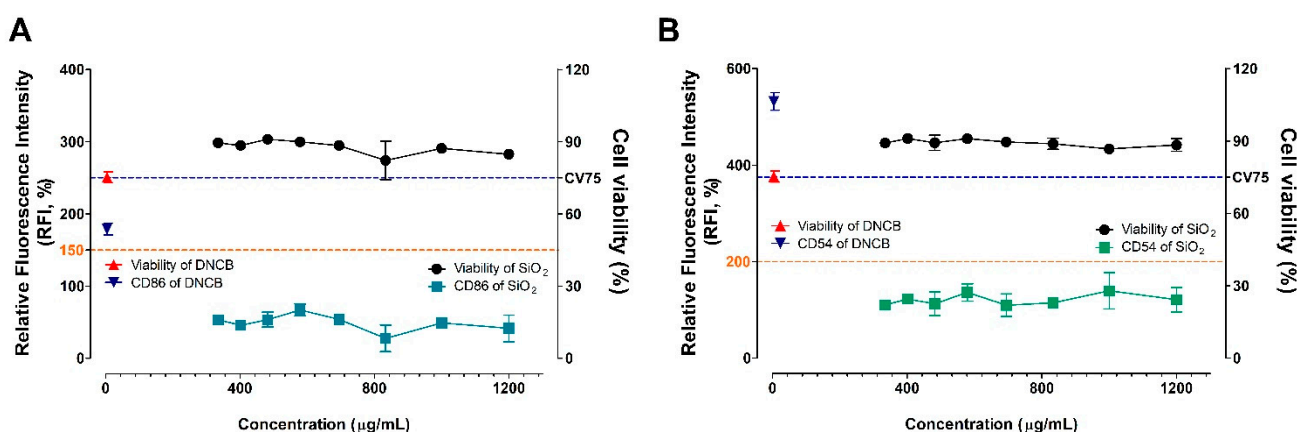 A
Relative Fluorescence Intensity
(RFI, %)
400
300
200
150
100
0
120
90
CV75
60
30
0
Cell viability (%)
Viability of DNCB
CD86 of DNCB
Viability of SiO₂
CD86 of SiO₂
0
400
800
1200
Concentration (μg/mL)
B
Relative Fluorescence Intensity
(RFI, %)
600
400
200
0
120
90
CV75
60
30
0
Cell viability (%)
Viability of DNCB
CD54 of DNCB
Viability of SiO₂
CD54 of SiO₂
0
400
800
1200
Concentration (μg/mL)